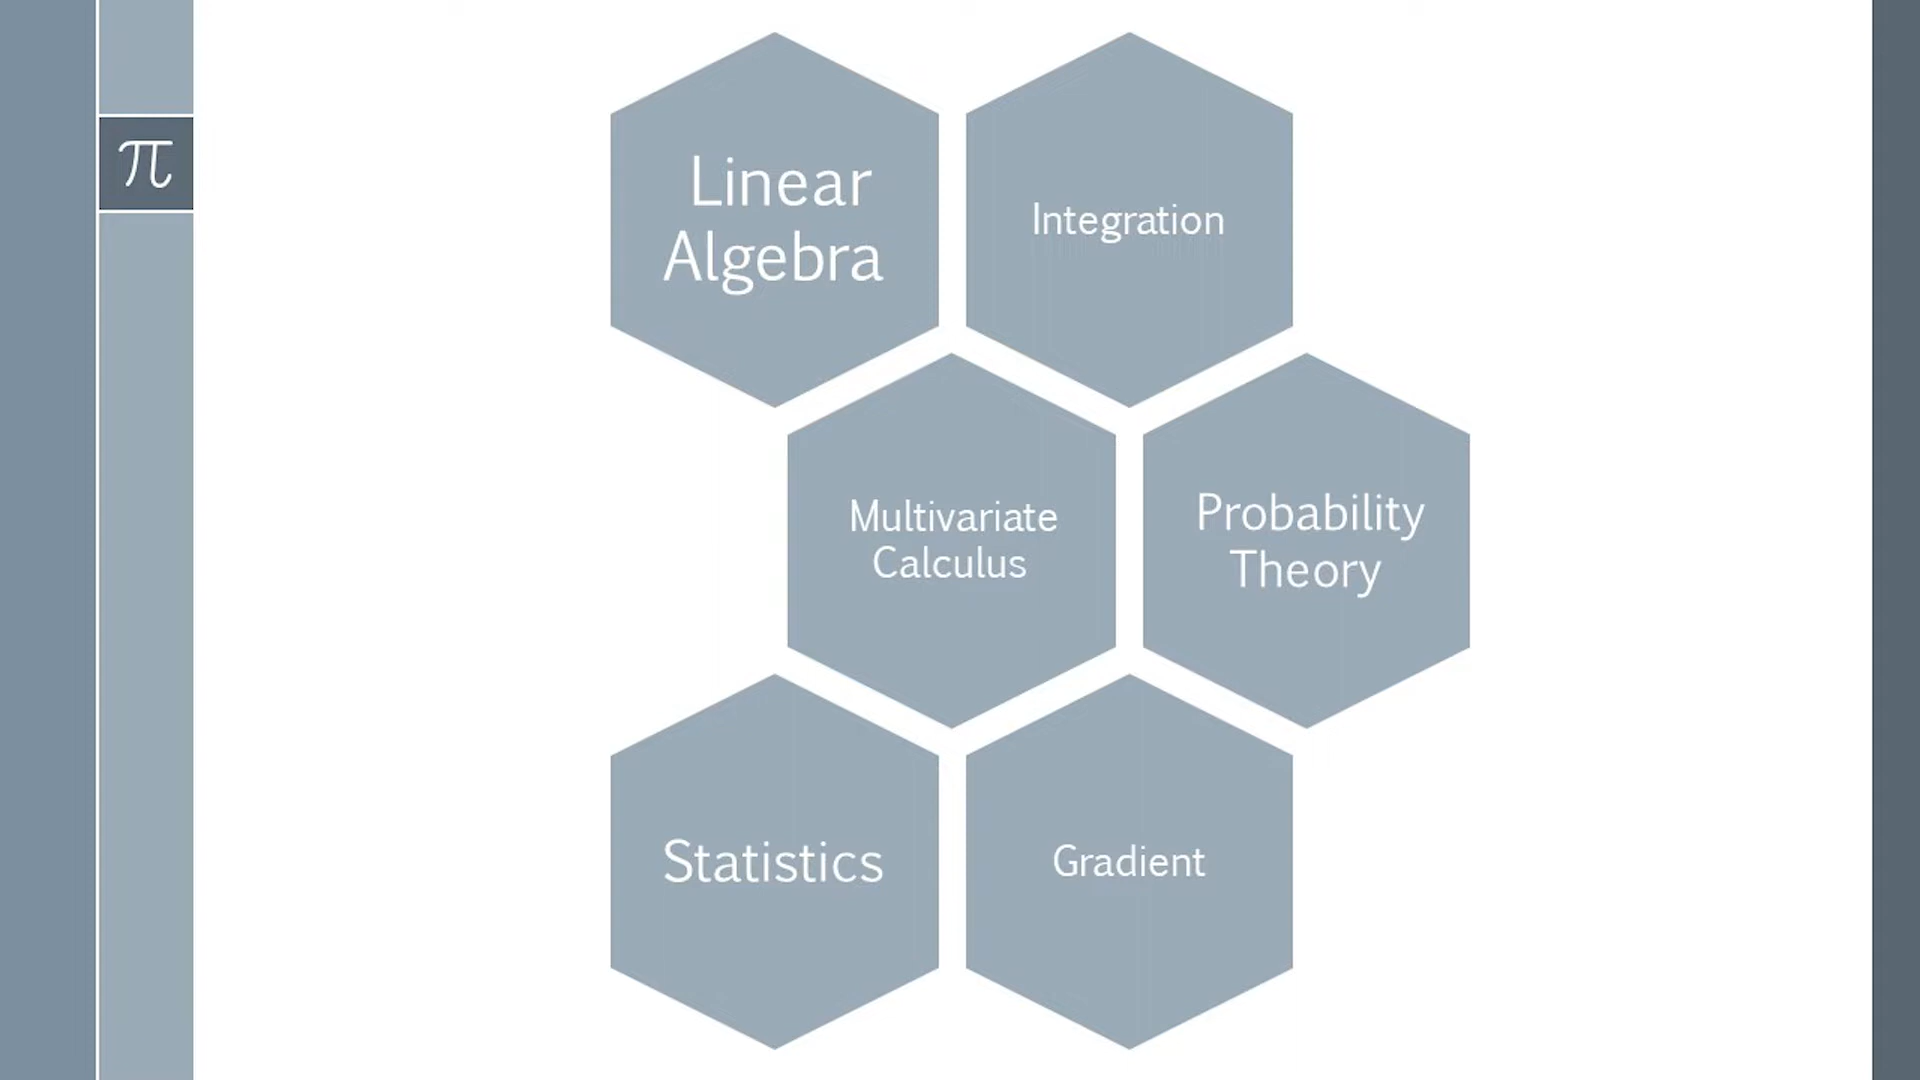 π
Linear
Algebra
Integration
Multivariate
Calculus
Probability
Theory
Statistics
Gradient